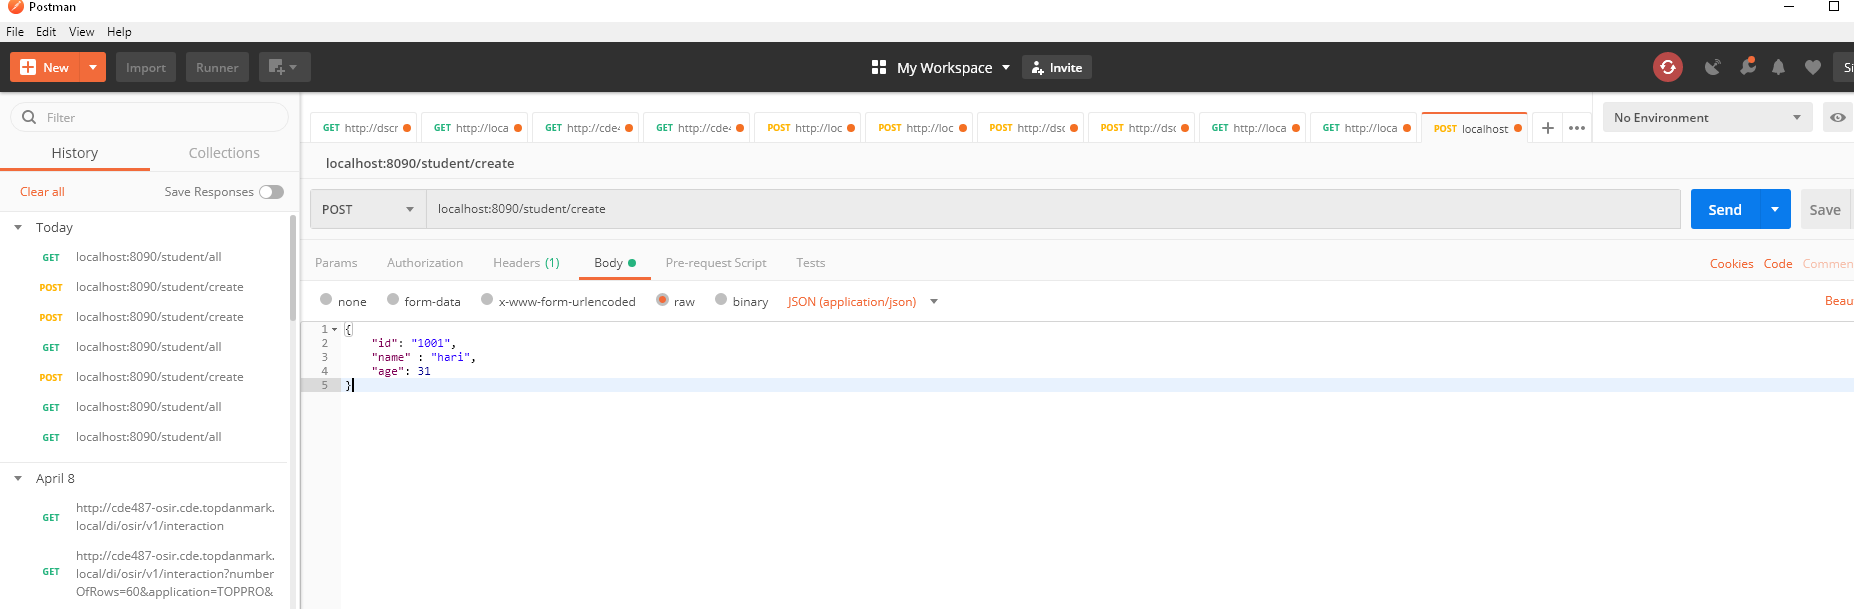 Postman
File Edit View Help
New Import Runner My Workspace Invite
Filter
History Collections
Clear all Save Responses
Today
GET localhost:8090/student/all
POST localhost:8090/student/create
POST localhost:8090/student/create
GET localhost:8090/student/all
POST localhost:8090/student/create
GET localhost:8090/student/all
GET localhost:8090/student/all
April 8
GET http://cde487-osir.cde.topdanmark.
local/di/osir/v1/interaction
GET http://cde487-osir.cde.topdanmark.
local/di/osir/v1/interaction?number
OfRows=60&application=TOPPRO&
GET http://dscr GET http://loca GET http://cde4 GET http://cde4 POST http://loc POST http://loc POST http://dsc POST http://dsc GET http://loca GET http://loca POST localhost
No Environment
localhost:8090/student/create
POST localhost:8090/student/create Send Save
Params Authorization Headers (1) Body Pre-request Script Tests Cookies Code Commen
none form-data x-www-form-urlencoded raw binary JSON (application/json) Beau
1 {
2 "id": "1001",
3 "name" : "hari",
4 "age": 31
5 }